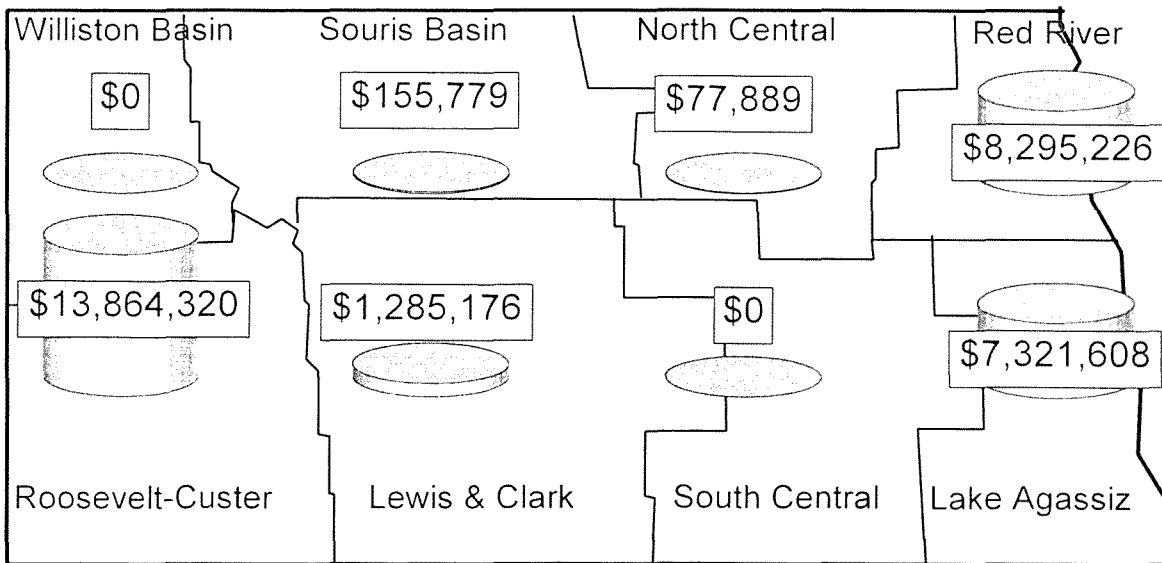 Williston Basin
Souris Basin
North Central
Red River
$0
$155,779
$77,889
$8,295,226
$13,864,320
$1,285,176
$0
$7,321,608
Roosevelt-Custer
Lewis & Clark
South Central
Lake Agassiz